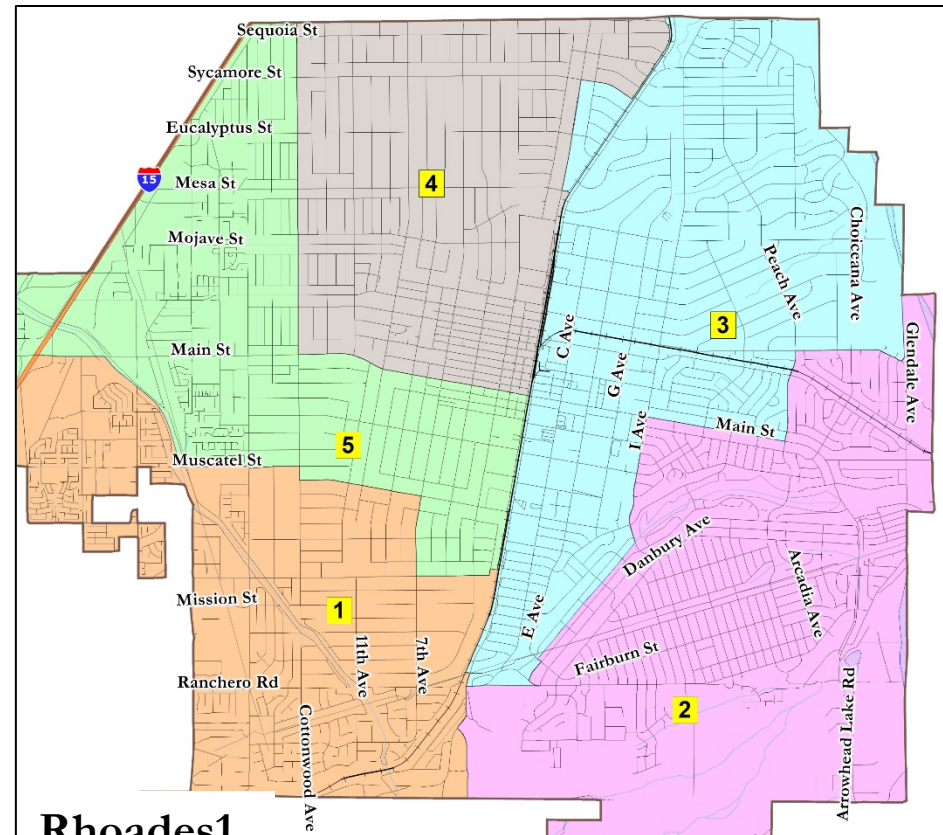 Sequoia St
Sycamore St
Eucalyptus St
15
Mesa St
4
Mojave St
Choiceana Ave
Peach Ave
3
Main St
C Ave
G Ave
Glendale Ave
I Ave
Main St
5
Muscatel St
Danbury Ave
Arcadia Ave
Mission St
1
E Ave
11th Ave
7th Ave
Fairburn St
Ranchero Rd
2
Cottonwood Ave
Arrowhead Lake Rd
Rhoades1